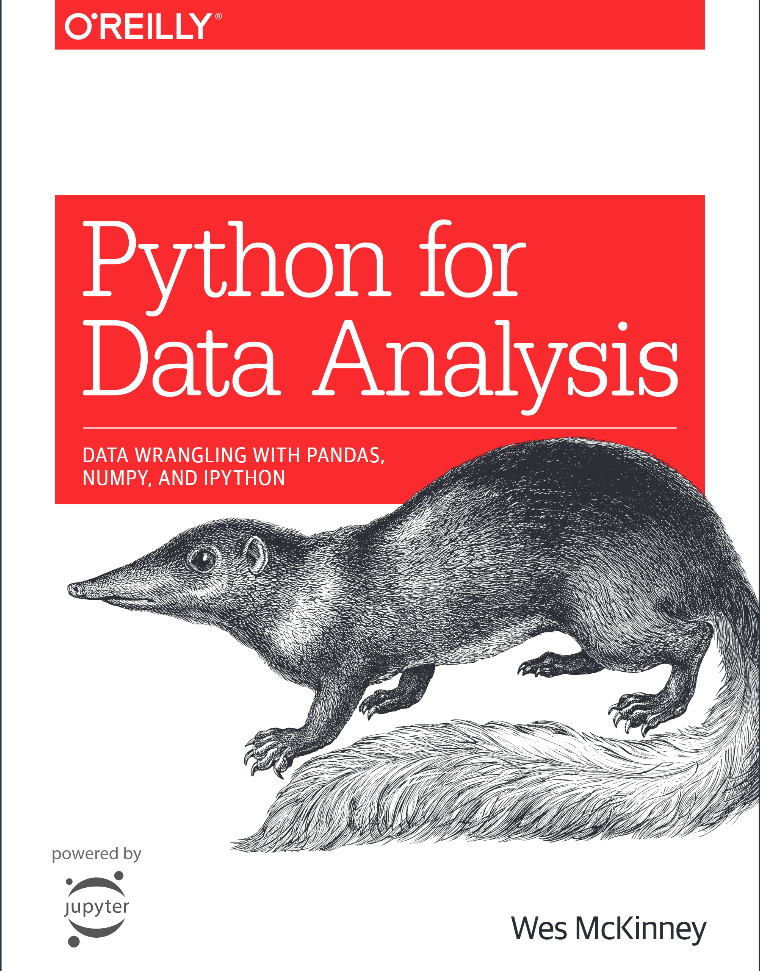 O'REILLY®
Python for
Data Analysis
DATA WRANGLING WITH PANDAS,
NUMPY, AND IPYTHON
powered by
jupyter
Wes McKinney